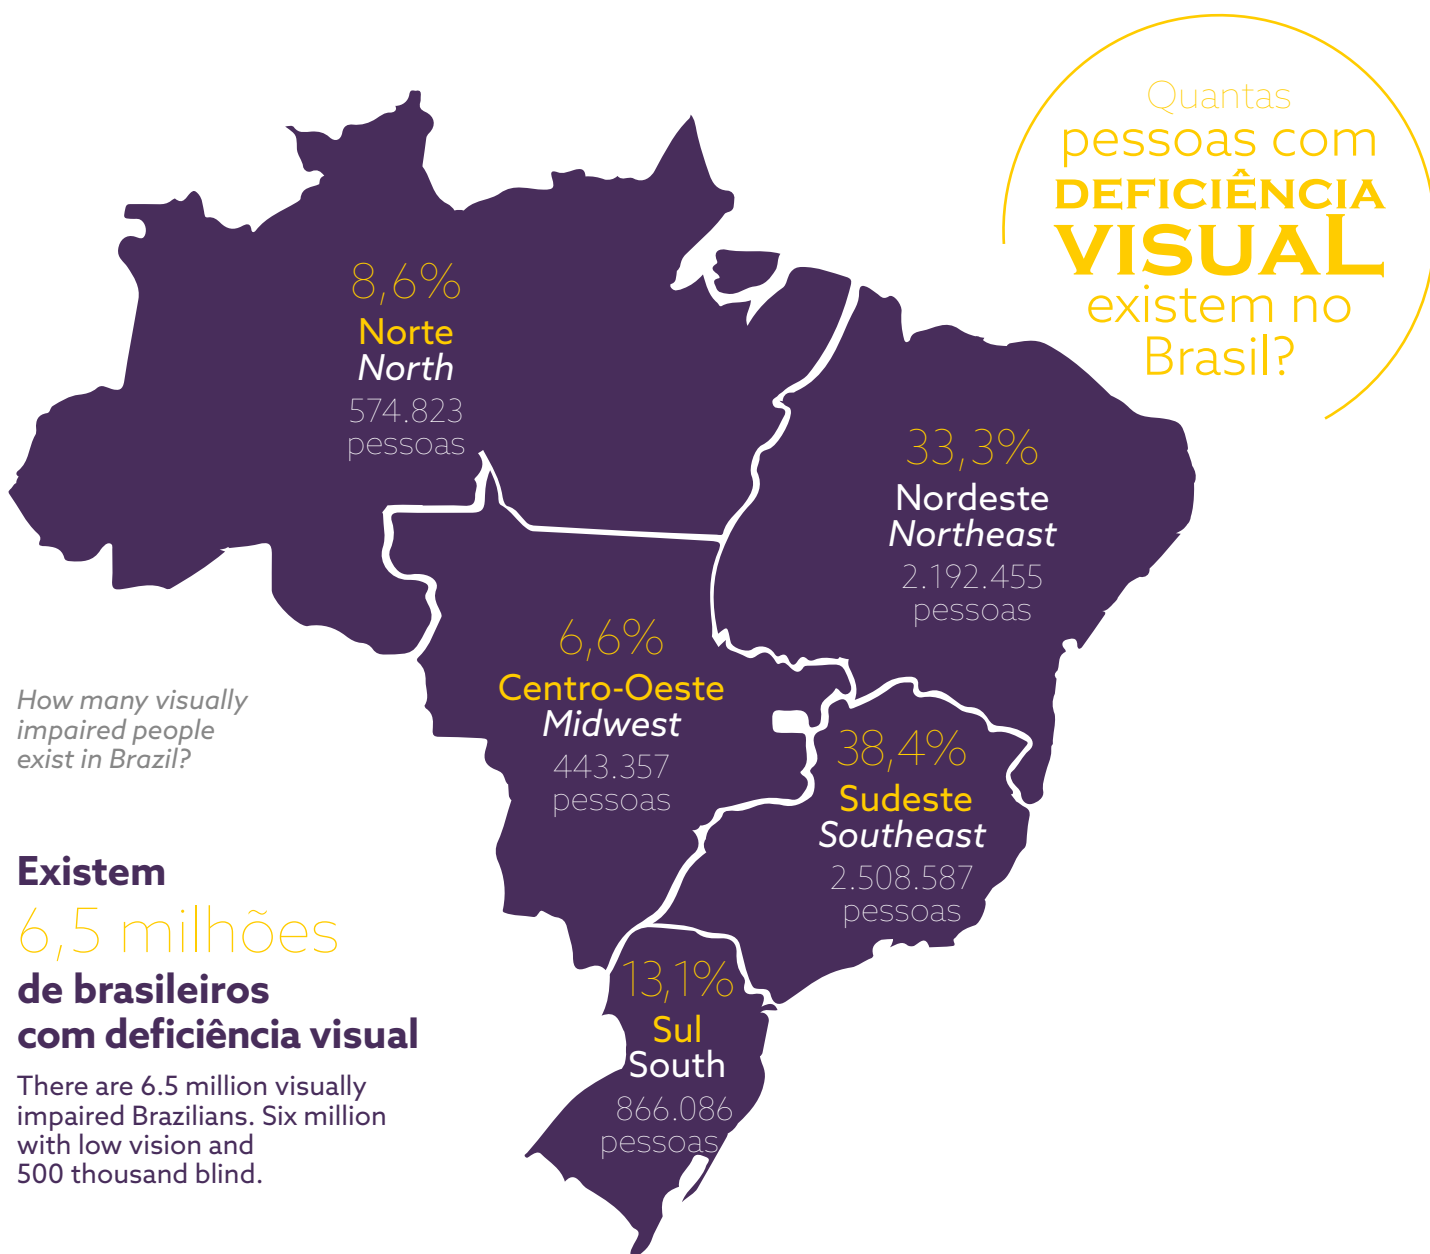 Quantas
pessoas com
DEFICIÊNCIA
VISUAL
existem no
Brasil?
8,6%
Norte
North
574.823
pessoas
33,3%
Nordeste
Northeast
2.192.455
pessoas
6,6%
Centro-Oeste
Midwest
443.357
pessoas
38,4%
Sudeste
Southeast
2.508.587
pessoas
13,1%
Sul
South
866.086
pessoas
How many visually
impaired people
exist in Brazil?
Existem
6,5 milhões
de brasileiros
com deficiência visual
There are 6.5 million visually
impaired Brazilians. Six million
with low vision and
500 thousand blind.